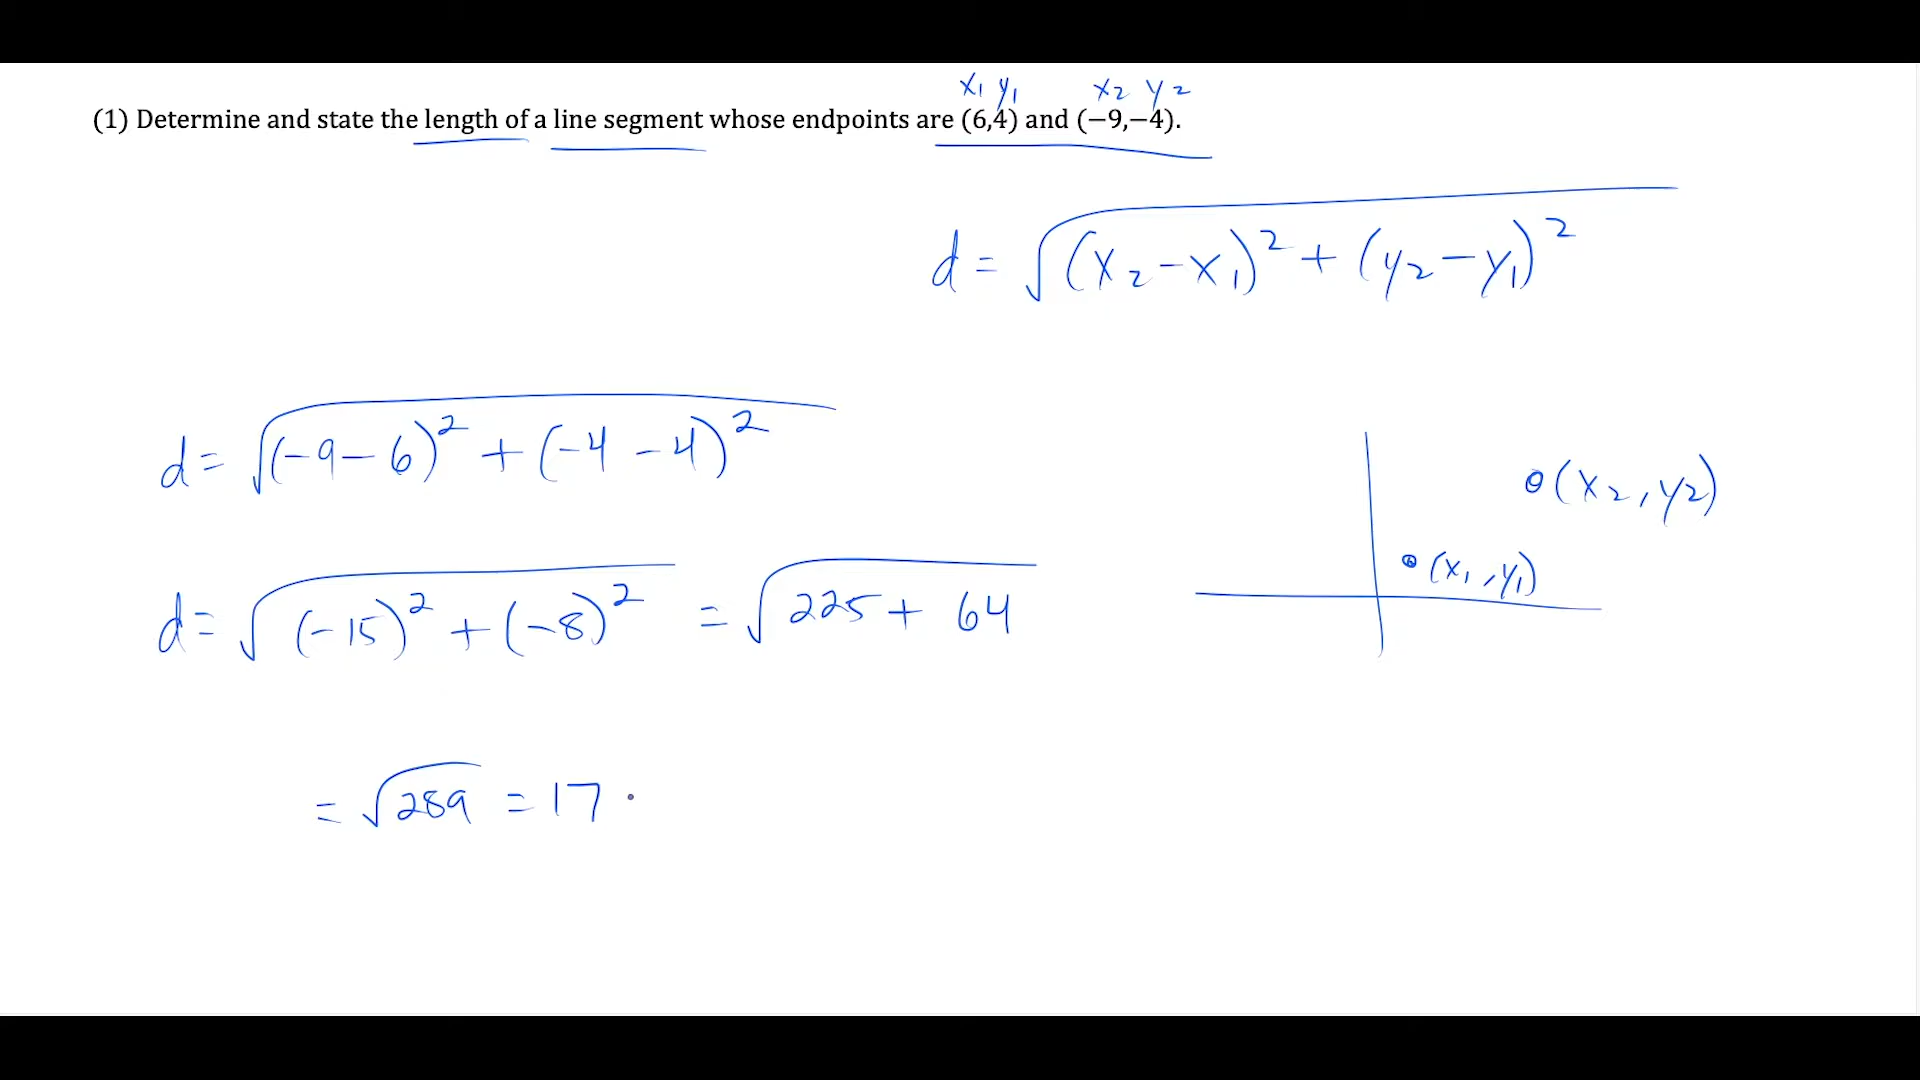 x₁ y₁ x₂ y₂
(1) Determine and state the length of a line segment whose endpoints are (6,4) and (−9,−4).
d = √((x₂ − x₁)² + (y₂ − y₁)²)
d = √((−9 − 6)² + (−4 − 4)²)
(x₂, y₂)
(x₁, y₁)
d = √((−15)² + (−8)²) = √(225 + 64)
= √289 = 17